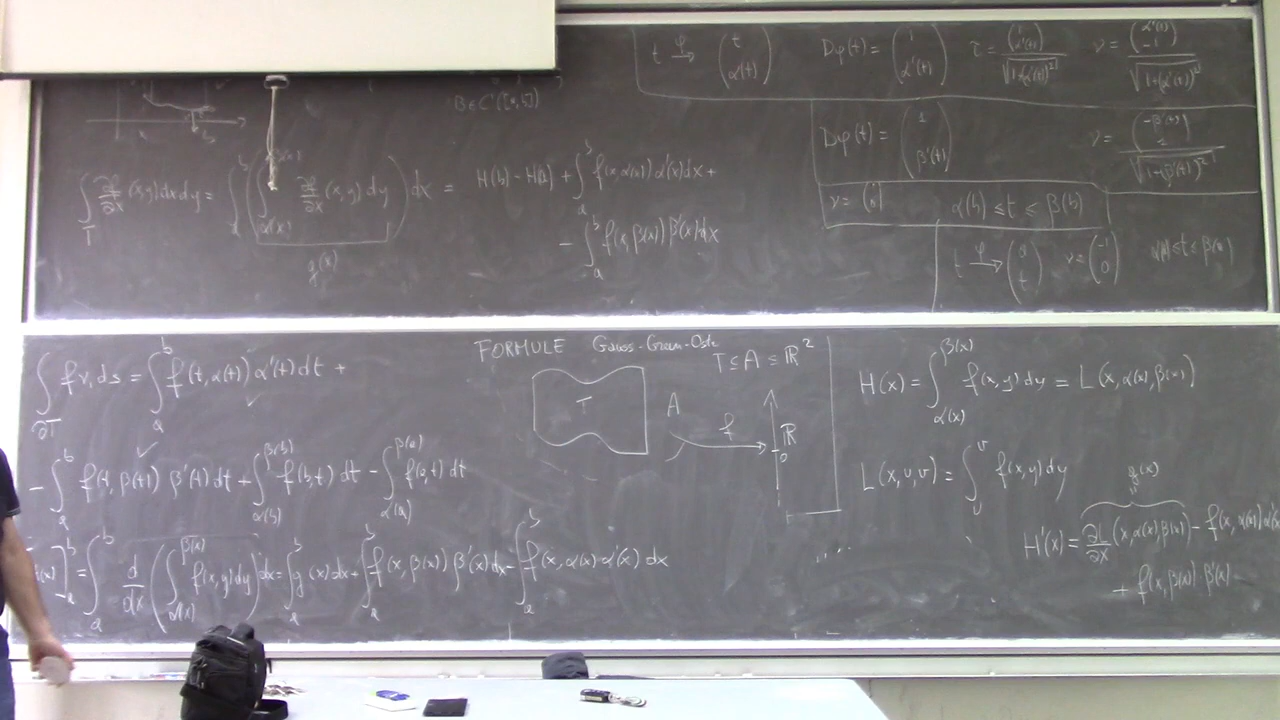 t →^φ (t, α(t)) Dφ(t) = (1, α'(t)) τ = (1, α'(t)) / √(1+(α'(t))²) ν = (α'(t), -1) / √(1+(α'(t))²)
β ∈ C¹([a,b])
Dφ(t) = (1, β'(t)) ν = (-β'(t), 1) / √(1+(β'(t))²)
∫_T ∂f/∂x (x,y) dx dy = ∫_a^b (∫_{α(x)}^{β(x)} ∂f/∂x (x,y) dy) dx = H(b) - H(a) + ∫_a^b f(x,α(x)) α'(x) dx +
g(x)
- ∫_a^b f(x,β(x)) β'(x) dx
ν = (1, 0) α(b) ≤ t ≤ β(b)
t →^φ (a, t) ν = (-1, 0) α(a) ≤ t ≤ β(a)
FORMULE Gauss-Green-Ostr
T ⊆ A ⊆ ℝ²
T
A
f
ℝ
0
∫_{∂T} f ν₁ ds = ∫_a^b f(t,α(t)) α'(t) dt +
- ∫_a^b f(t,β(t)) β'(t) dt + ∫_{α(b)}^{β(b)} f(b,t) dt - ∫_{α(a)}^{β(a)} f(a,t) dt
(x)]_a^b = ∫_a^b d/dx (∫_{α(x)}^{β(x)} f(x,y) dy) dx = ∫_a^b g(x) dx + ∫_a^b f(x,β(x)) β'(x) dx - ∫_a^b f(x,α(x)) α'(x) dx
H(x) = ∫_{α(x)}^{β(x)} f(x,y) dy = L(x,α(x),β(x))
L(x,u,v) = ∫_u^v f(x,y) dy
g(x)
H'(x) = ∂L/∂x (x,α(x),β(x)) - f(x,α(x)) α'(x)
+ f(x,β(x)) β'(x)